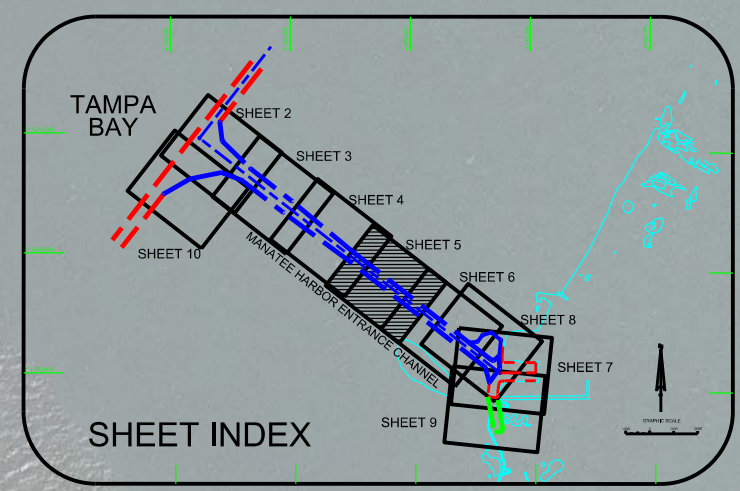 TAMPA
BAY
SHEET 2
SHEET 3
SHEET 4
SHEET 5
SHEET 6
SHEET 8
SHEET 7
SHEET 9
SHEET 10
MANATEE HARBOR ENTRANCE CHANNEL
GRAPHIC SCALE
SHEET INDEX